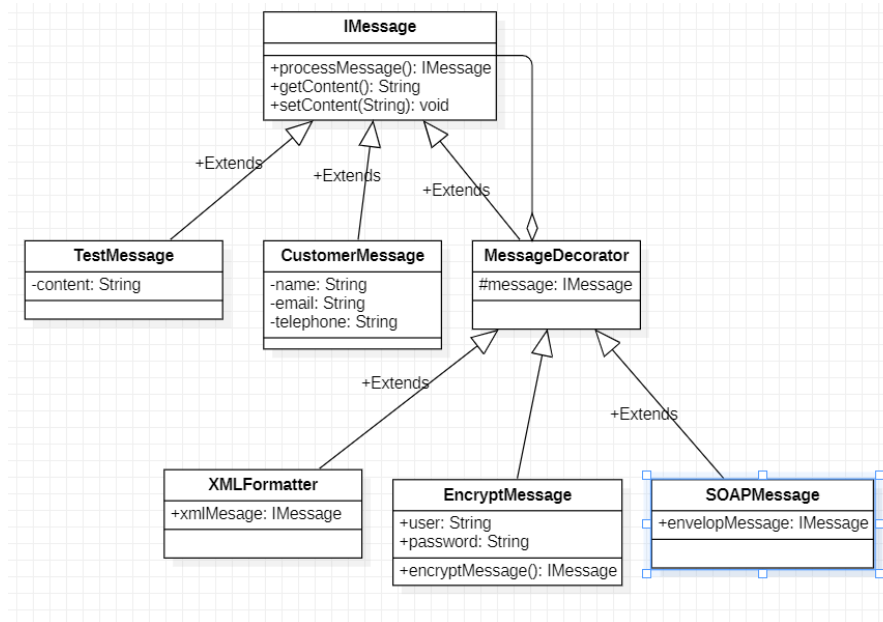 IMessage
+processMessage(): IMessage
+getContent(): String
+setContent(String): void
+Extends
+Extends
+Extends
TestMessage
-content: String
CustomerMessage
-name: String
-email: String
-telephone: String
MessageDecorator
#message: IMessage
+Extends
+Extends
XMLFormatter
+xmlMesage: IMessage
EncryptMessage
+user: String
+password: String
+encryptMessage(): IMessage
SOAPMessage
+envelopMessage: IMessage